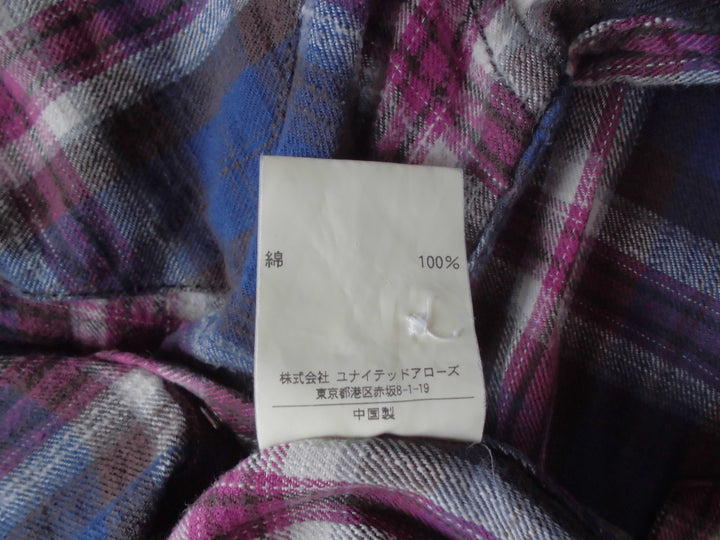 綿 100%
株式会社 ユナイテッドアローズ
東京都港区赤坂8-1-19
中国製